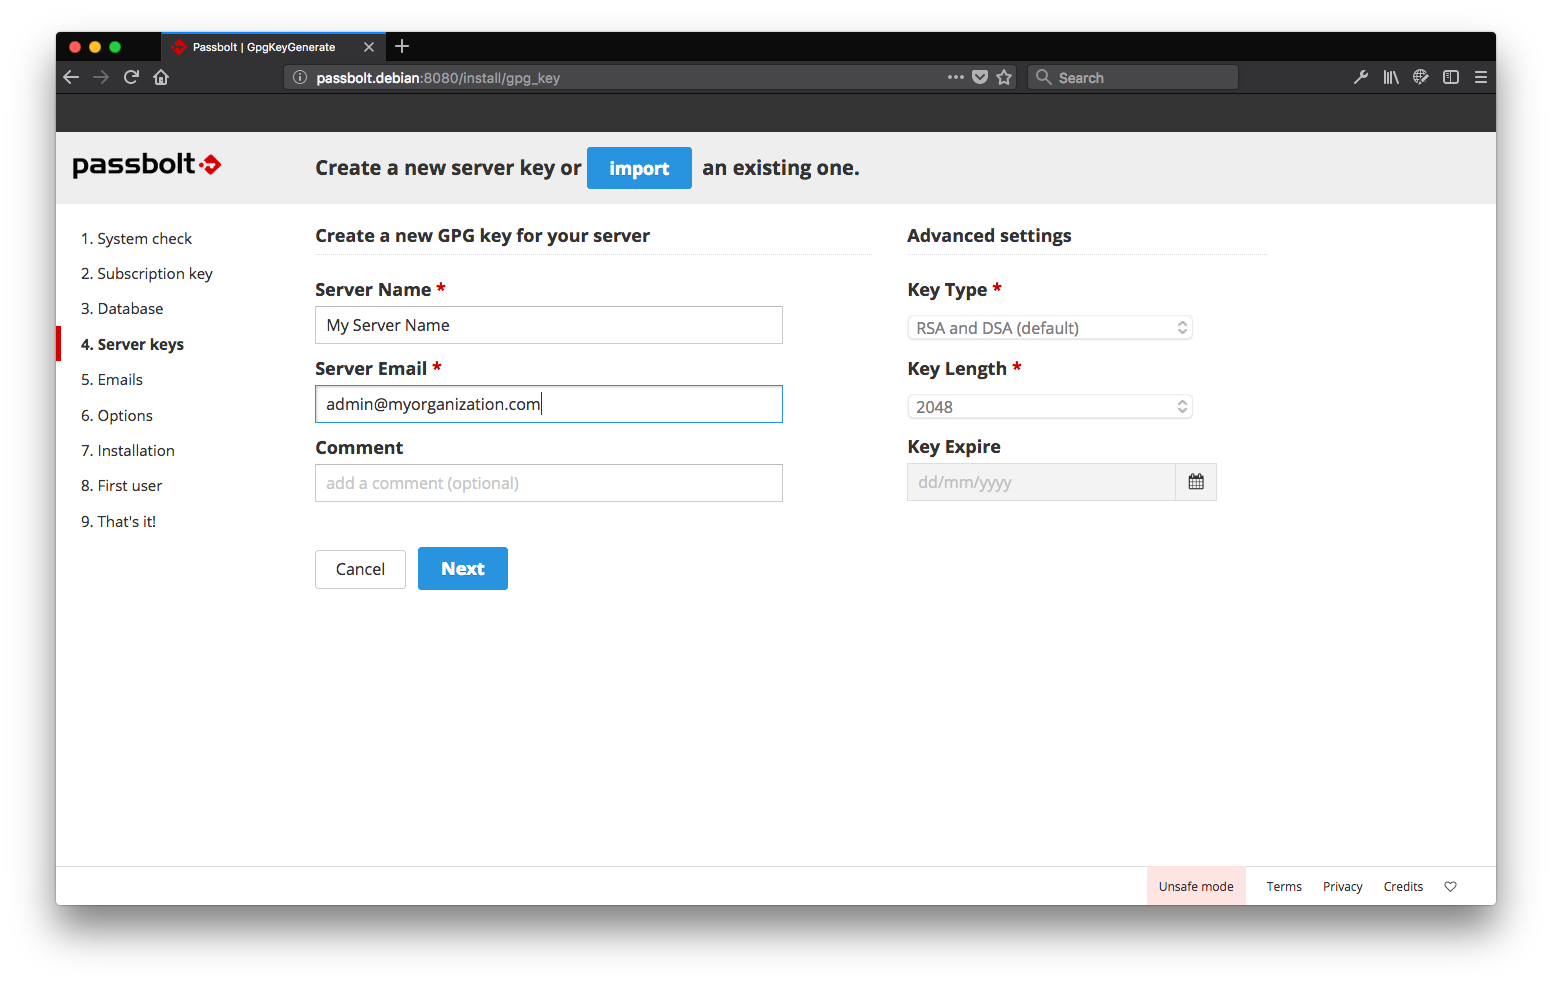 Passbolt | GpgKeyGenerate
passbolt.debian:8080/install/gpg_key
Search
passbolt
Create a new server key or import an existing one.
1. System check
2. Subscription key
3. Database
4. Server keys
5. Emails
6. Options
7. Installation
8. First user
9. That's it!
Create a new GPG key for your server
Server Name *
My Server Name
Server Email *
admin@myorganization.com
Comment
add a comment (optional)
Cancel
Next
Advanced settings
Key Type *
RSA and DSA (default)
Key Length *
2048
Key Expire
dd/mm/yyyy
Unsafe mode
Terms
Privacy
Credits